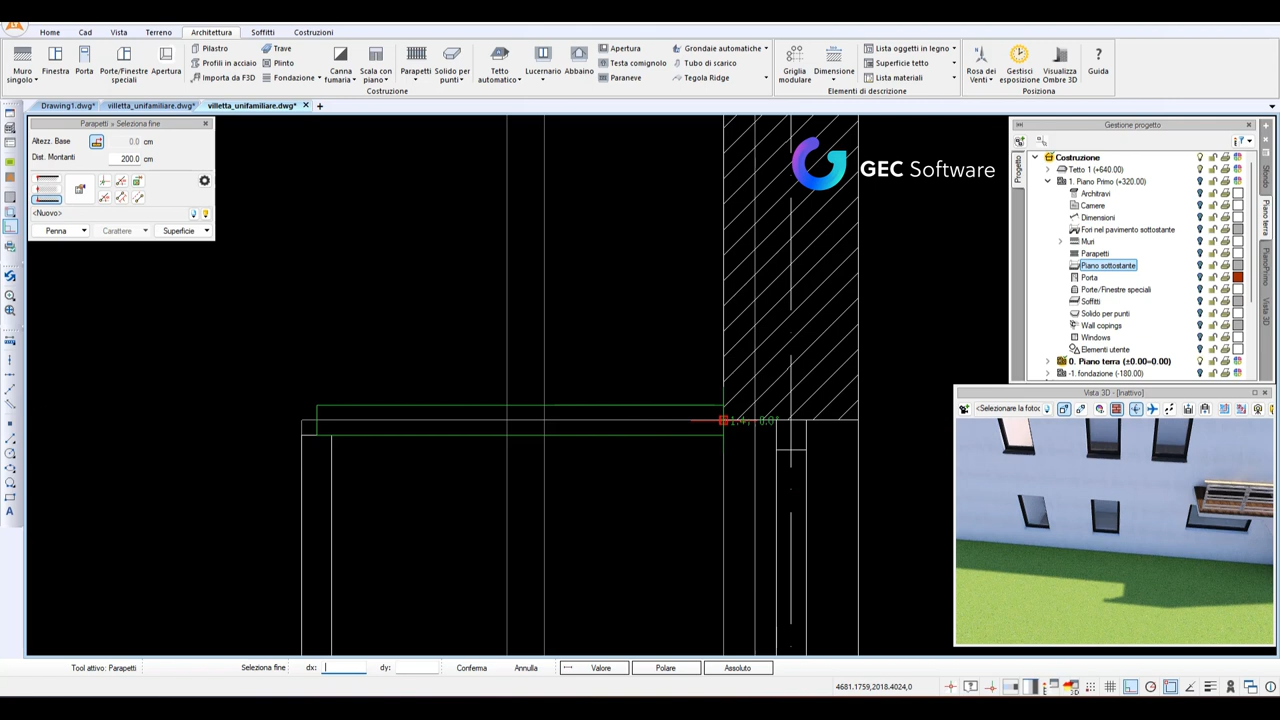 Home Cad Vista Terreno Architettura Soffitti Costruzioni
Muro singolo
Finestra
Porta
Porte/Finestre speciali
Apertura
Pilastro
Profili in acciaio
Importa da F3D
Trave
Plinto
Fondazione
Canna fumaria
Scala con piano
Parapetti
Solido per punti
Tetto automatico
Lucernario
Abbaino
Apertura
Testa comignolo
Paraneve
Grondaie automatiche
Tubo di scarico
Tegola Ridge
Costruzione
Griglia modulare
Dimensione
Lista oggetti in legno
Superficie tetto
Lista materiali
Elementi di descrizione
Rosa dei Venti
Gestisci esposizione
Visualizza Ombre 3D
Posizione
?
Guida
Drawing1.dwg* villetta_unifamiliare.dwg* villetta_unifamiliare.dwg* × +
Parapetti » Seleziona fine ×
Altezz. Base 0.0 cm
Dist. Montanti 200.0 cm
<Nuovo>
Penna Carattere Superficie
GEC Software
Gestione progetto
Progetto
Costruzione
Tetto 1 (+640.00)
1. Piano Primo (+320.00)
Architravi
Camere
Dimensioni
Fori nel pavimento sottostante
Muri
Parapetti
Piano sottostante
Porta
Porte/Finestre speciali
Soffitti
Solido per punti
Wall copings
Windows
Elementi utente
0. Piano terra (±0.00=0.00)
-1. fondazione (-180.00)
Sfondo
Piano terra
PianoPrimo
Vista 3D
Vista 3D - [Inattivo]
<Selezionare la fotoc
Tool attivo: Parapetti Seleziona fine dx: dy: Conferma Annulla Valore Polare Assoluto
4681.1759,2018.4024,0